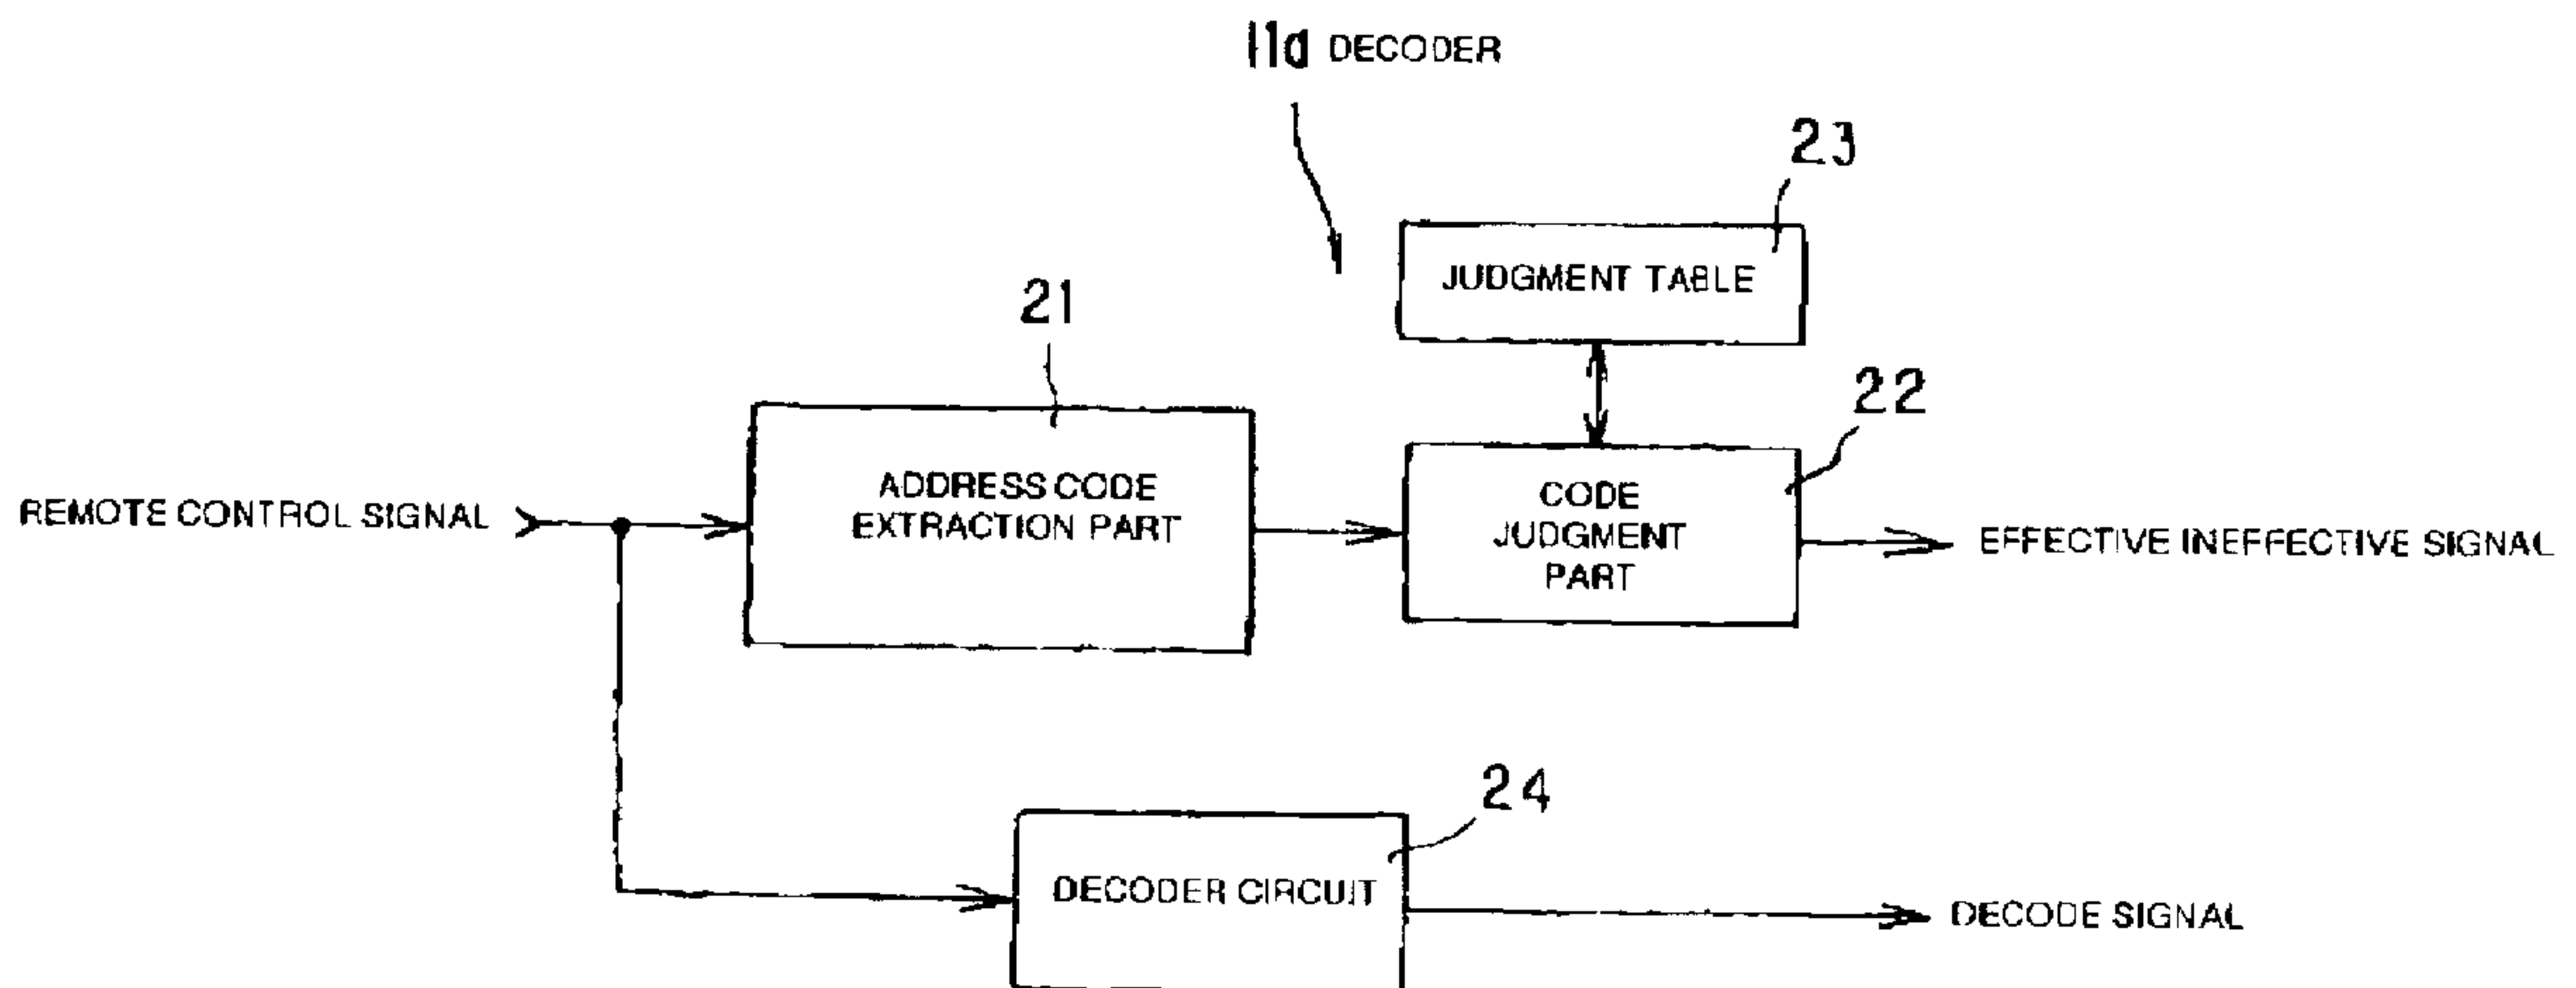 11a DECODER
23
JUDGMENT TABLE
21
22
REMOTE CONTROL SIGNAL
ADDRESS CODE
EXTRACTION PART
CODE
JUDGMENT
PART
EFFECTIVE INEFFECTIVE SIGNAL
24
DECODER CIRCUIT
DECODE SIGNAL